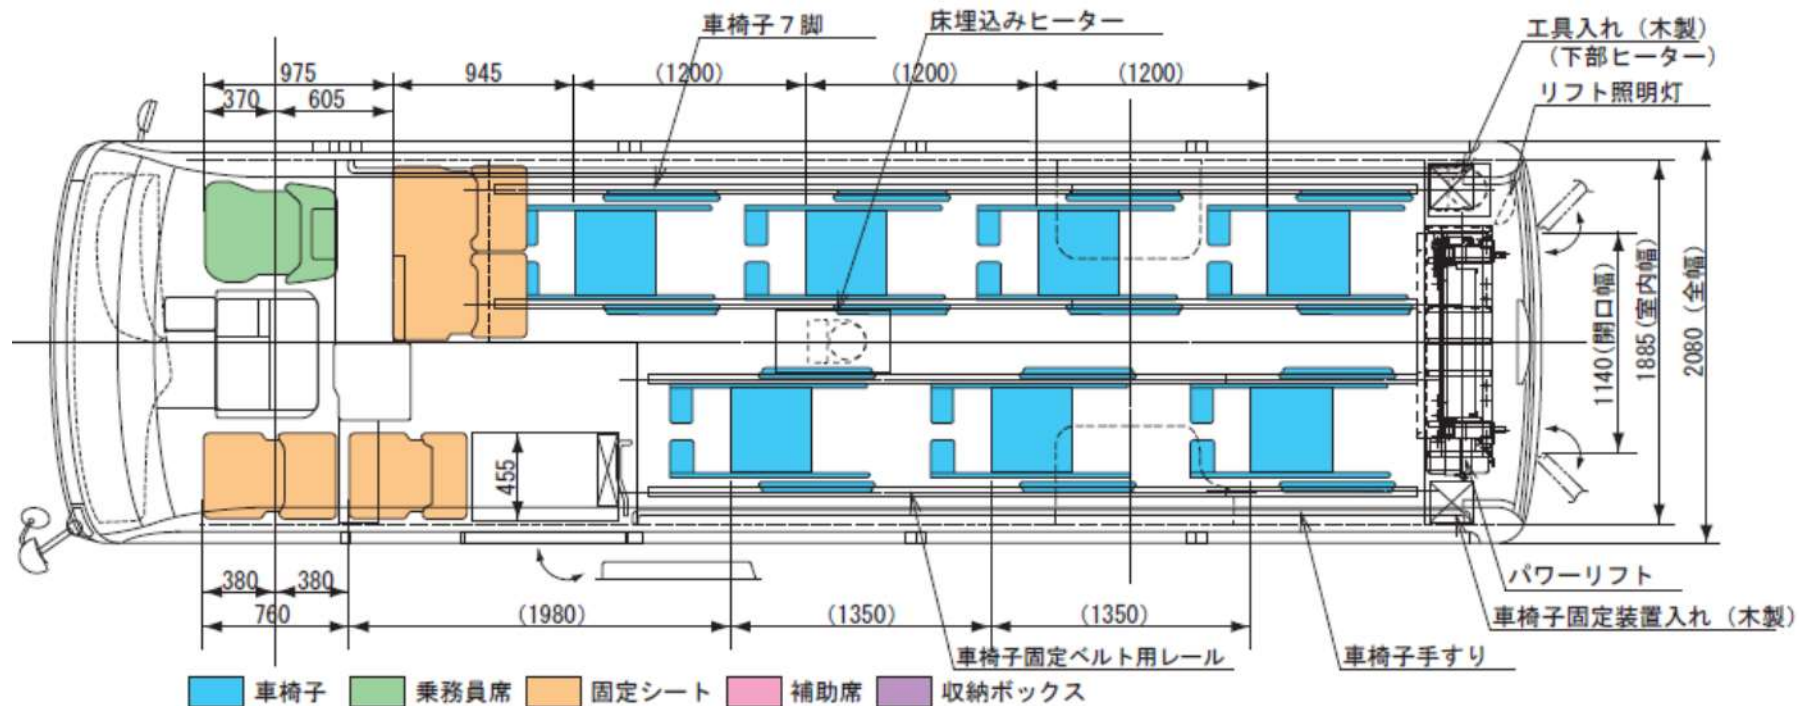 車椅子７脚
床埋込みヒーター
工具入れ（木製）
（下部ヒーター）
リフト照明灯
975
945
(1200)
(1200)
(1200)
370
605
1140(開口幅)
1885(室内幅)
2080（全幅）
455
380
380
760
(1980)
(1350)
(1350)
パワーリフト
車椅子固定装置入れ（木製）
車椅子固定ベルト用レール
車椅子手すり
車椅子
乗務員席
固定シート
補助席
収納ボックス